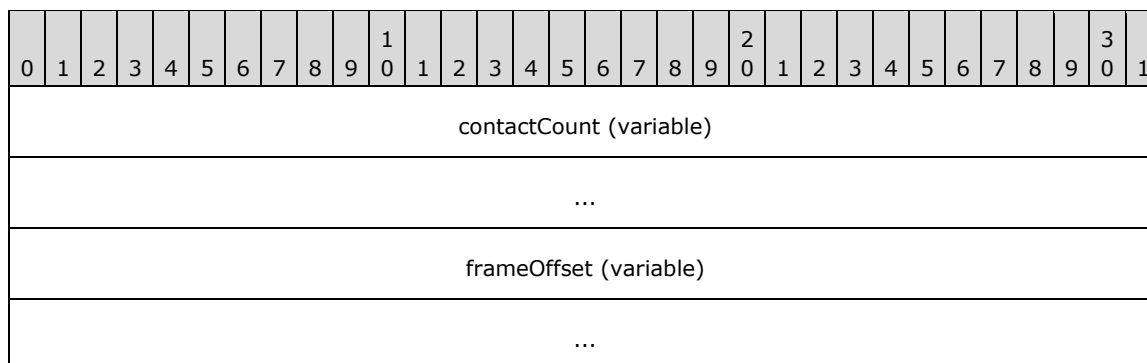 1 2 3
0 1 2 3 4 5 6 7 8 9 0 1 2 3 4 5 6 7 8 9 0 1 2 3 4 5 6 7 8 9 0 1
contactCount (variable)
...
frameOffset (variable)
...